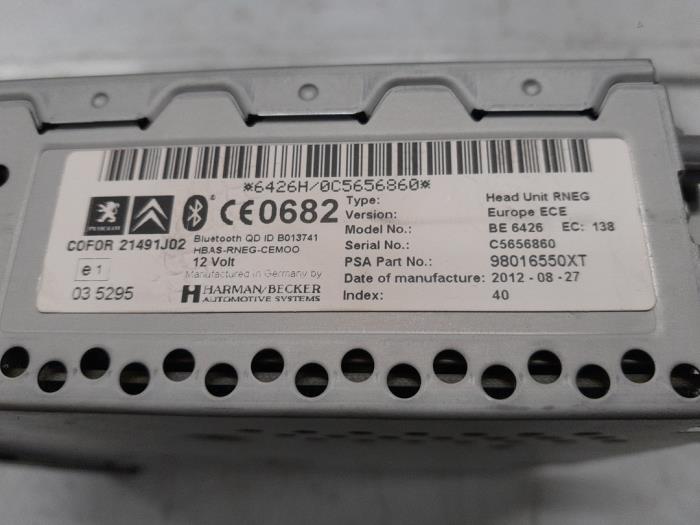 *6426H/0C5656860*
PEUGEOT
CE0682
COFOR 21491J02
Bluetooth QD ID B013741
HBAS-RNEG-CEMOO
12 Volt
e1
03 5295
Manufactured in Germany by
HARMAN/BECKER
AUTOMOTIVE SYSTEMS
Type: Head Unit RNEG
Version: Europe ECE
Model No.: BE 6426 EC: 138
Serial No.: C5656860
PSA Part No.: 98016550XT
Date of manufacture: 2012-08-27
Index: 40